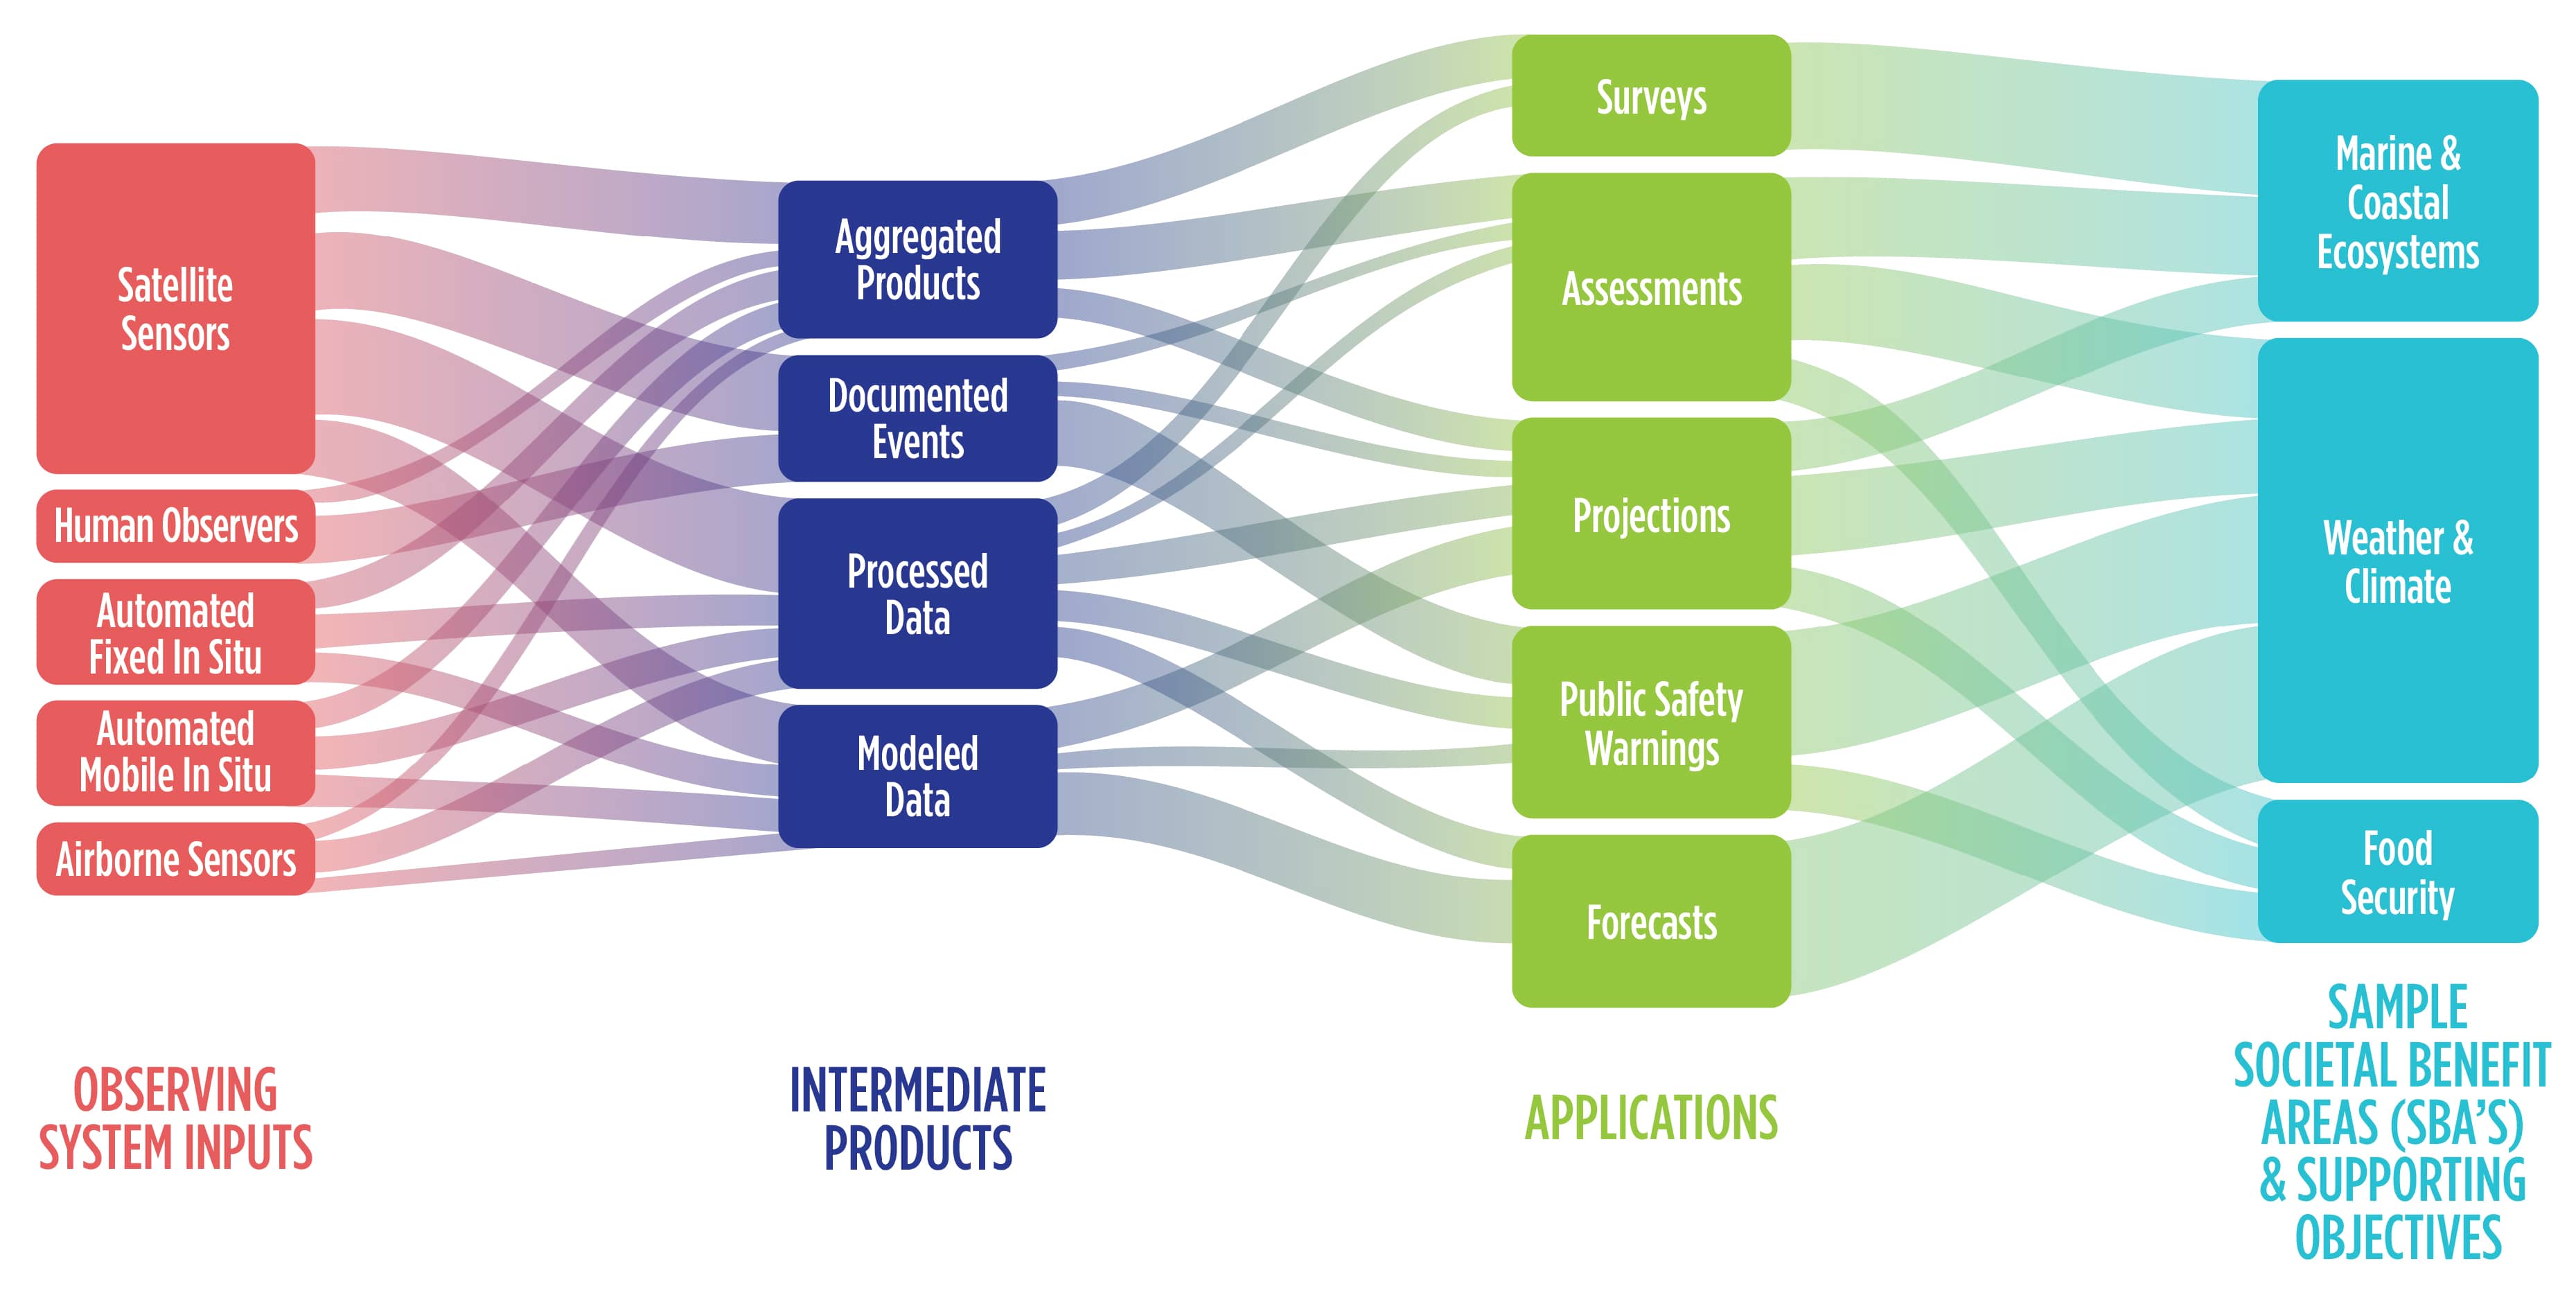 Satellite
Sensors
Human Observers
Automated
Fixed In Situ
Automated
Mobile In Situ
Airborne Sensors
OBSERVING
SYSTEM INPUTS
Aggregated
Products
Documented
Events
Processed
Data
Modeled
Data
INTERMEDIATE
PRODUCTS
Surveys
Assessments
Projections
Public Safety
Warnings
Forecasts
APPLICATIONS
Marine &
Coastal
Ecosystems
Weather &
Climate
Food
Security
SAMPLE
SOCIETAL BENEFIT
AREAS (SBA'S)
& SUPPORTING
OBJECTIVES